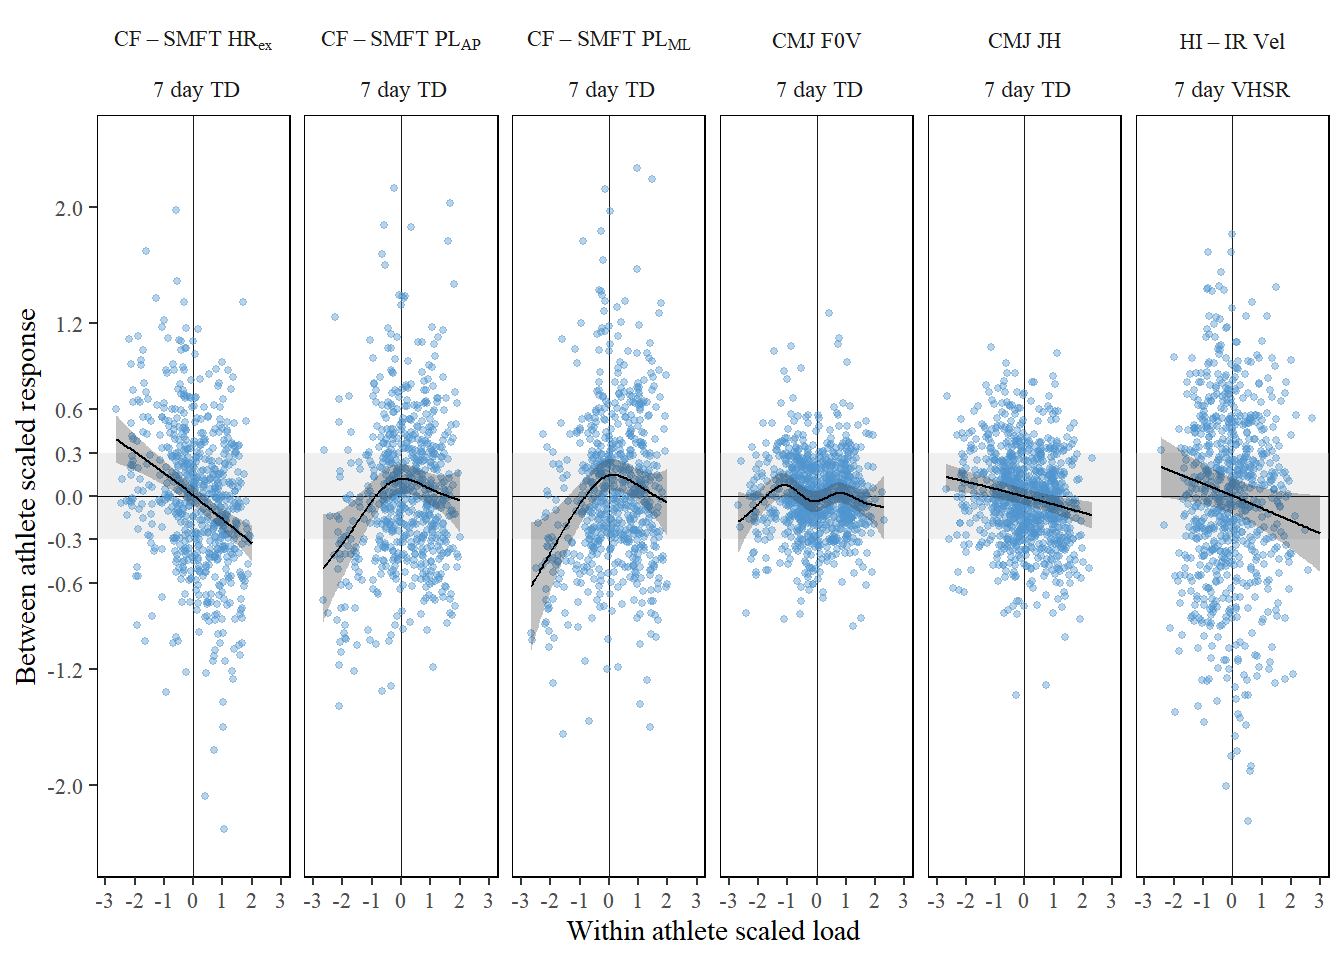 CF – SMFT HRex CF – SMFT PLAP CF – SMFT PLML CMJ F0V CMJ JH HI – IR Vel
7 day TD 7 day TD 7 day TD 7 day TD 7 day TD 7 day VHSR
Between athlete scaled response
2.0
1.2
0.6
0.3
0.0
-0.3
-0.6
-1.2
-2.0
-3 -2 -1 0 1 2 3 -3 -2 -1 0 1 2 3 -3 -2 -1 0 1 2 3 -3 -2 -1 0 1 2 3 -3 -2 -1 0 1 2 3 -3 -2 -1 0 1 2 3
Within athlete scaled load